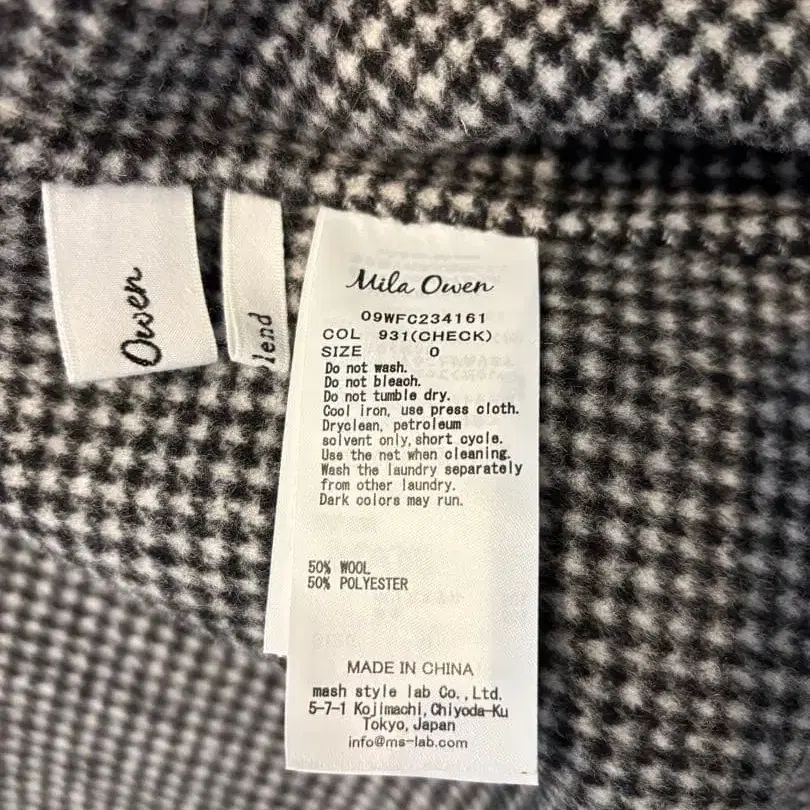 Owen
lend
Mila Owen
09WFC234161
COL 931(CHECK)
SIZE 0
Do not wash.
Do not bleach.
Do not tumble dry.
Cool iron, use press cloth.
Dryclean, petroleum
solvent only, short cycle.
Use the net when cleaning.
Wash the laundry separately
from other laundry.
Dark colors may run.
50% WOOL
50% POLYESTER
MADE IN CHINA
mash style lab Co.,Ltd.
5-7-1 Kojimachi,Chiyoda-Ku
Tokyo,Japan
info@ms-lab.com